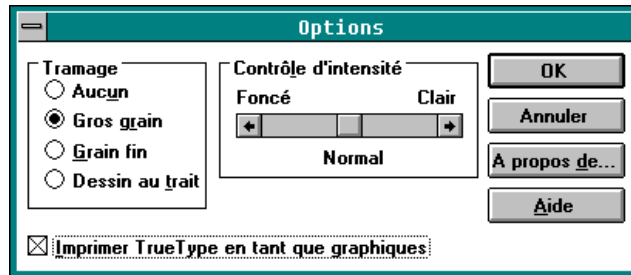 Options
Tramage
Aucun
Gros grain
Grain fin
Dessin au trait
Contrôle d'intensité
Foncé Clair
Normal
OK
Annuler
A propos de...
Aide
Imprimer TrueType en tant que graphiques